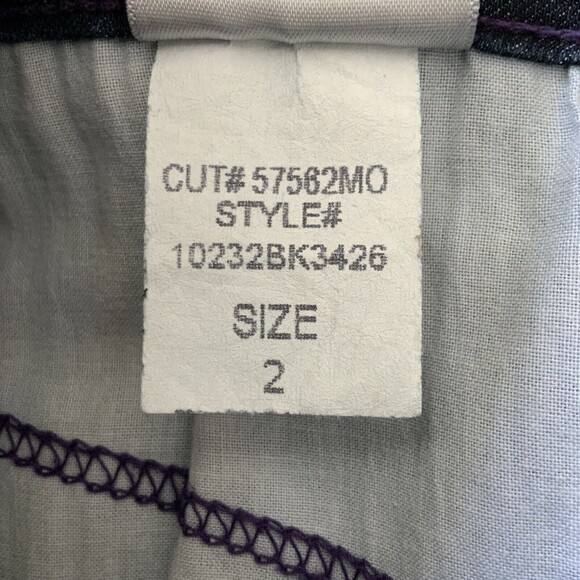 CUT# 57562MO
STYLE#
10232BK3426
SIZE
2